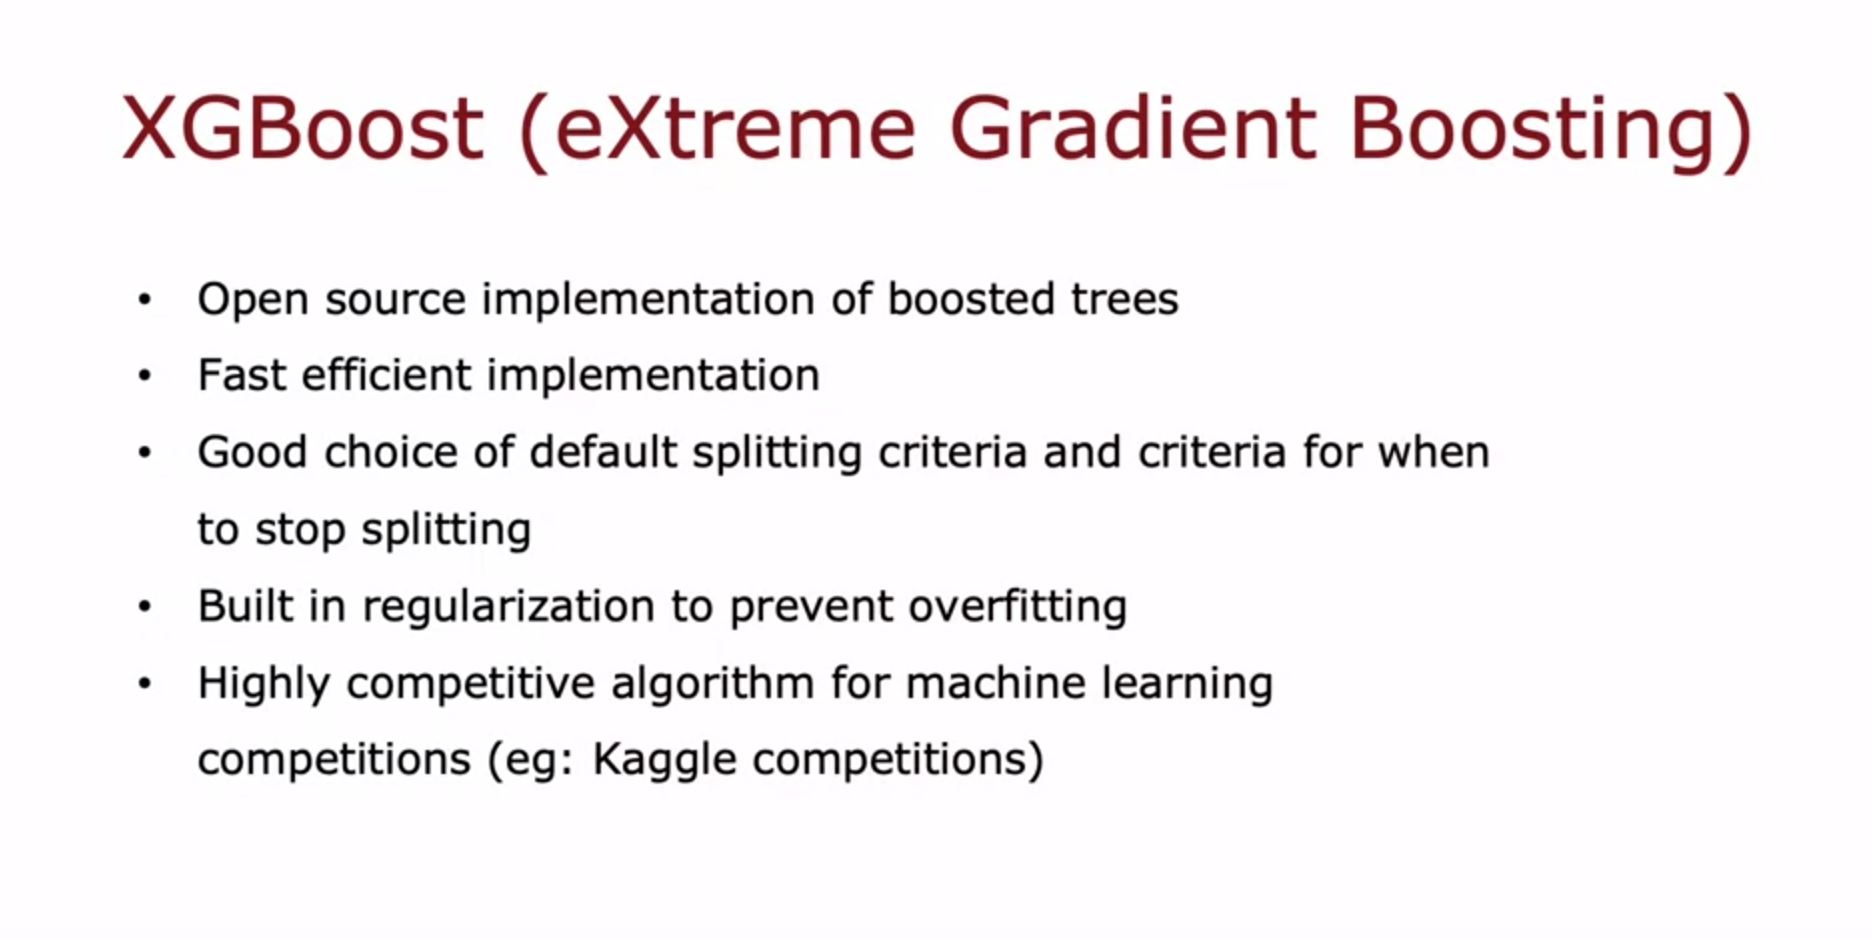 XGBoost (eXtreme Gradient Boosting)
• Open source implementation of boosted trees
• Fast efficient implementation
• Good choice of default splitting criteria and criteria for when
to stop splitting
• Built in regularization to prevent overfitting
• Highly competitive algorithm for machine learning
competitions (eg: Kaggle competitions)